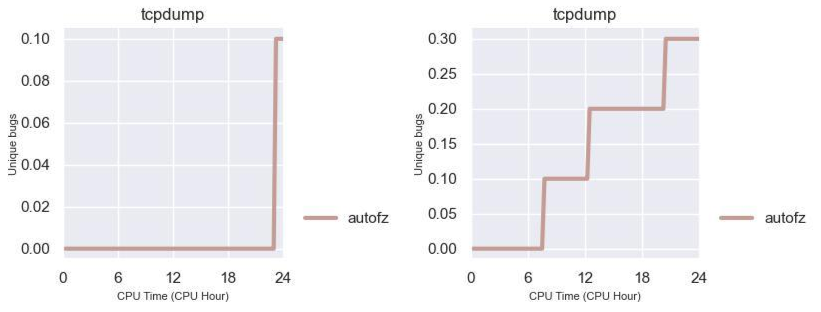 tcpdump
0.10
0.08
0.06
0.04
0.02
0.00
Unique bugs
0 6 12 18 24
CPU Time (CPU Hour)
autofz
tcpdump
0.30
0.25
0.20
0.15
0.10
0.05
0.00
Unique bugs
0 6 12 18 24
CPU Time (CPU Hour)
autofz